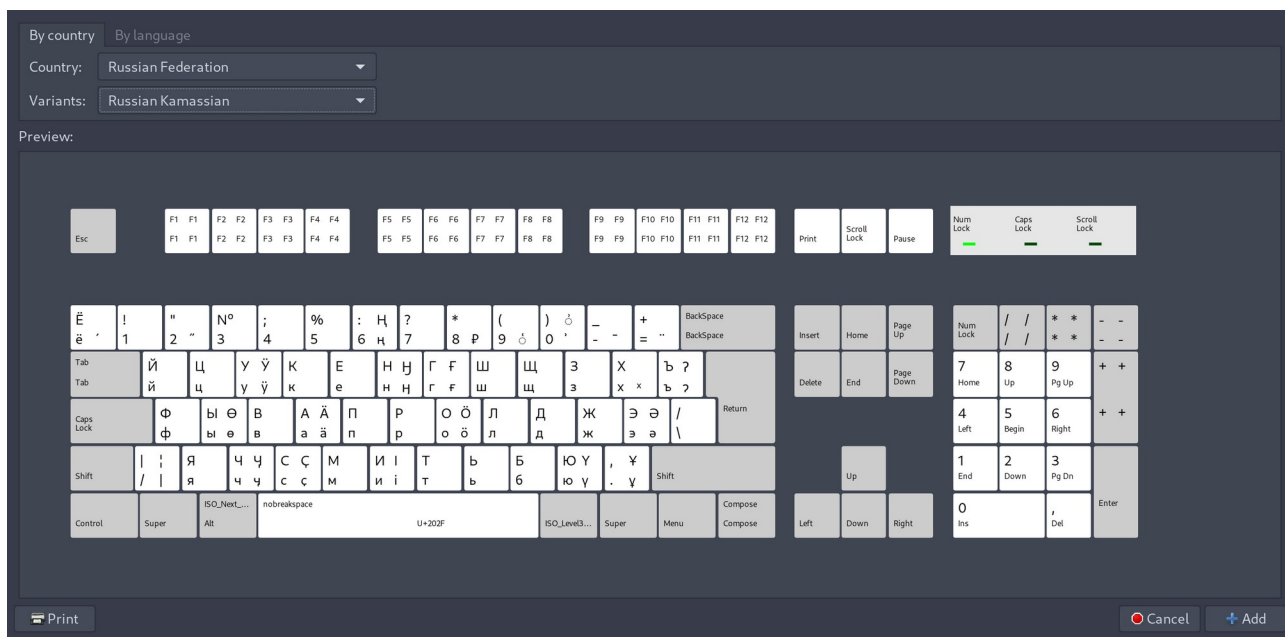 By country By language
Country: Russian Federation
Variants: Russian Kamassian
Preview:
F1 F1 F2 F2 F3 F3 F4 F4 F5 F5 F6 F6 F7 F7 F8 F8 F9 F9 F10 F10 F11 F11 F12 F12 Num Lock Caps Lock Scroll Lock
Esc F1 F1 F2 F2 F3 F3 F4 F4 F5 F5 F6 F6 F7 F7 F8 F8 F9 F9 F10 F10 F11 F11 F12 F12 Print Scroll Lock Pause
Ё ! " № ; % : Ӊ ? * ( ) _ + BackSpace / / * * - -
ё ´ 1 2 ˝ 3 4 5 6 ӊ 7 8 ₽ 9 0 ' - ¯ = ¨ BackSpace Insert Home Page Up Num Lock / / * * - -
Tab Й Ц У Ӱ К Е Н Ӈ Г Ғ Ш Щ З Х Ъ ʔ 7 8 9 + +
Tab й ц у ӱ к е н ӈ г ғ ш щ з х ˣ ъ ʔ Delete End Page Down Home Up Pg Up
Ф Ы Ө В А Ӓ П Р О Ӧ Л Д Ж Э Ә / Return 4 5 6 + +
Caps Lock ф ы ө в а ӓ п р о ӧ л д ж э ә \ Left Begin Right
| ¦ Я Ч Ӌ С Ҫ М И І Т Ь Б Ю Ү , ¥ 1 2 3
Shift / | я ч ӌ с ҫ м и і т ь б ю ү . ұ Shift Up End Down Pg Dn
ISO_Next_... nobreakspace Compose 0 , Enter
Control Super Alt U+202F ISO_Level3... Super Menu Compose Left Down Right Ins Del
Print Cancel Add